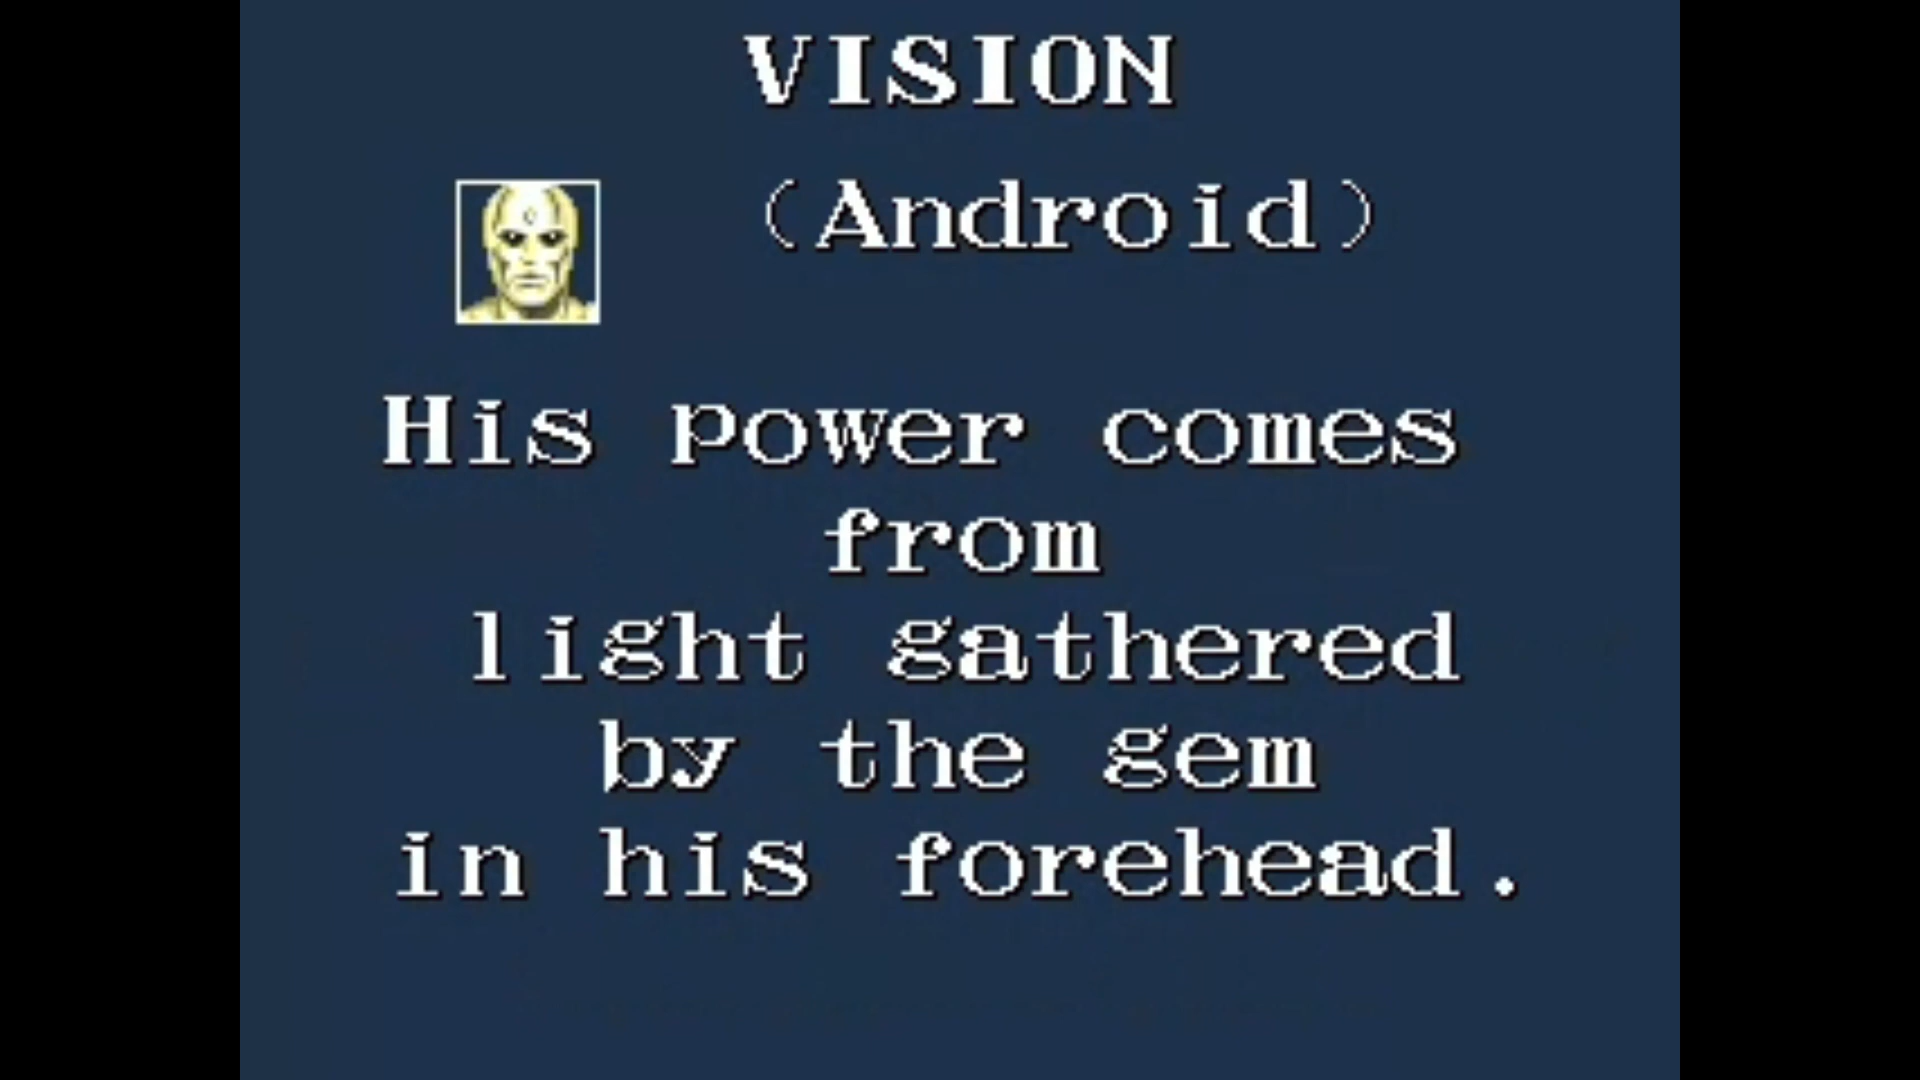 VISION
(Android)
His power comes
from
light gathered
by the gem
in his forehead.